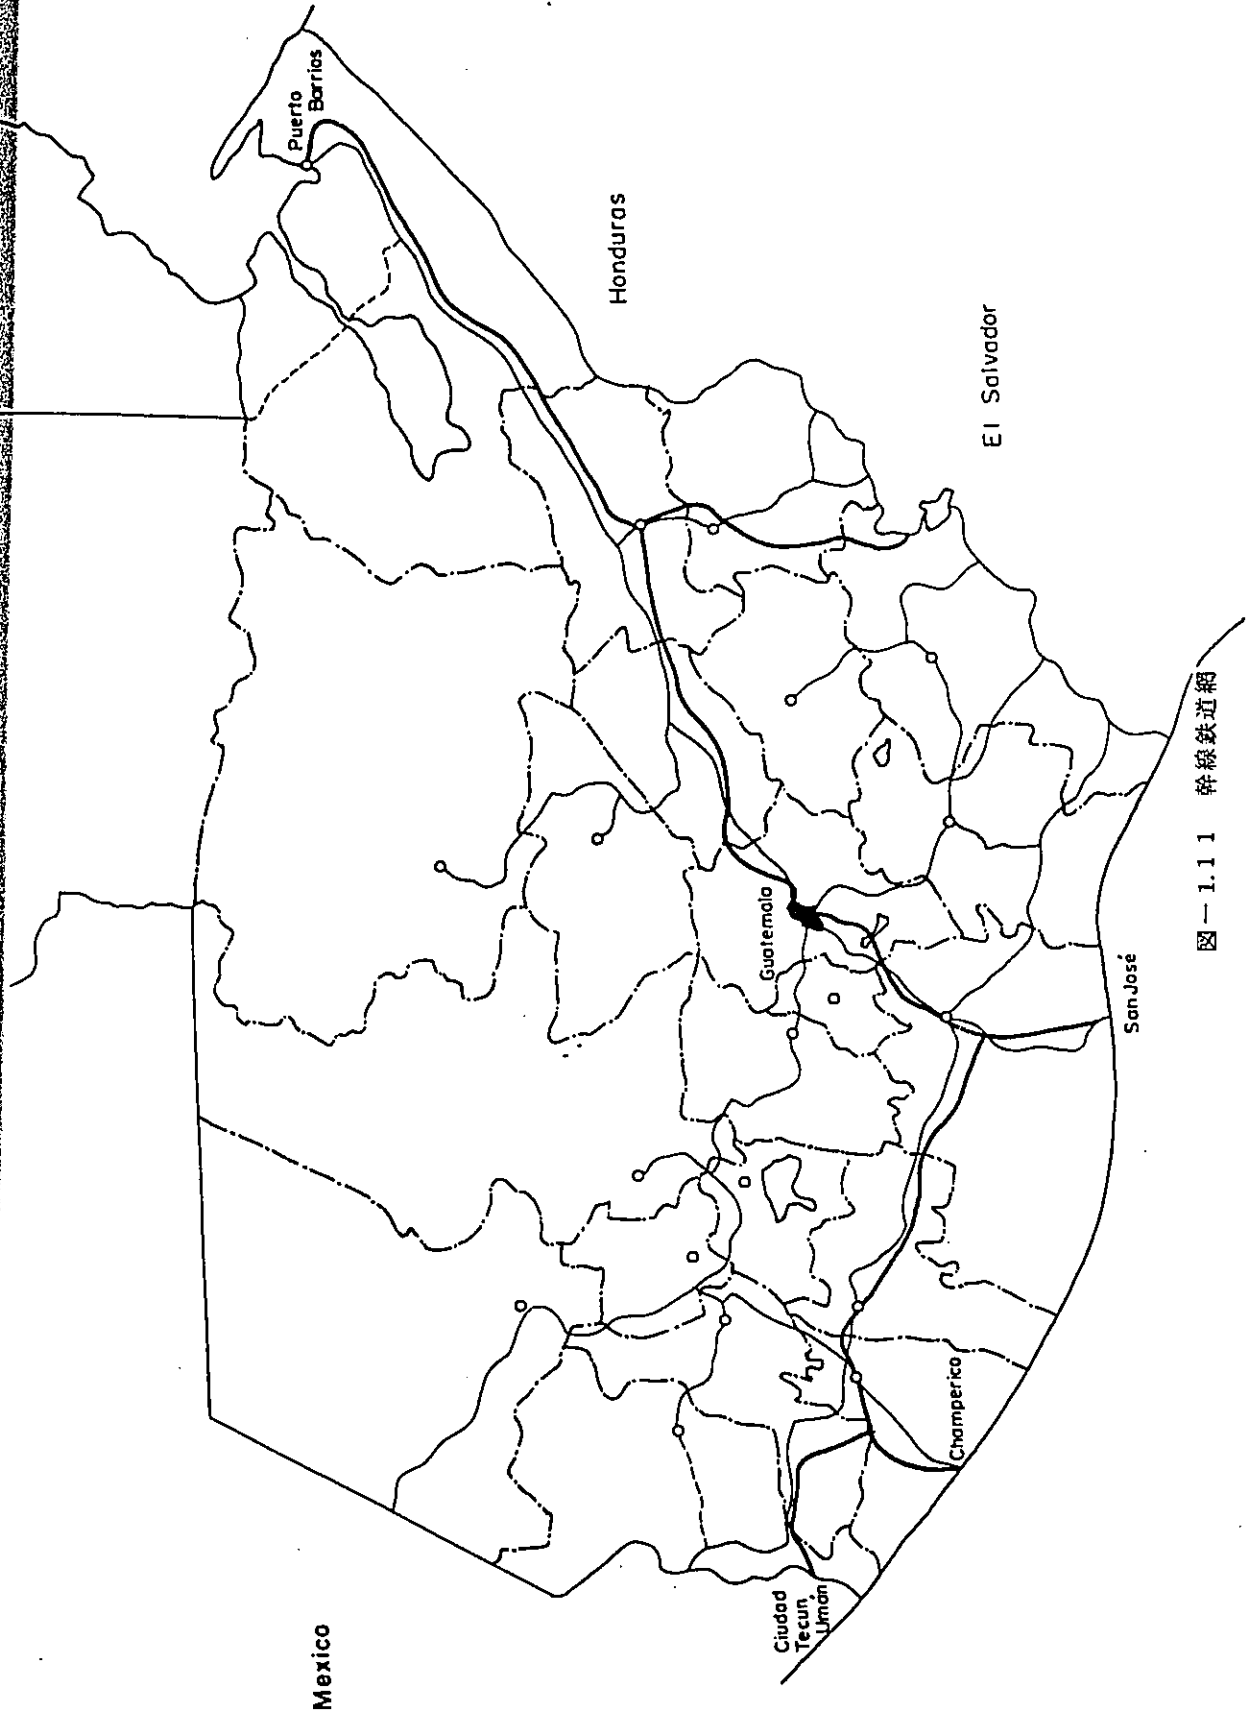 Mexico
Puerto
Barrios
Honduras
El Salvador
Guatemala
San José
Champerico
Ciudad
Tecún
Umán
図－1.11 幹線鉄道網